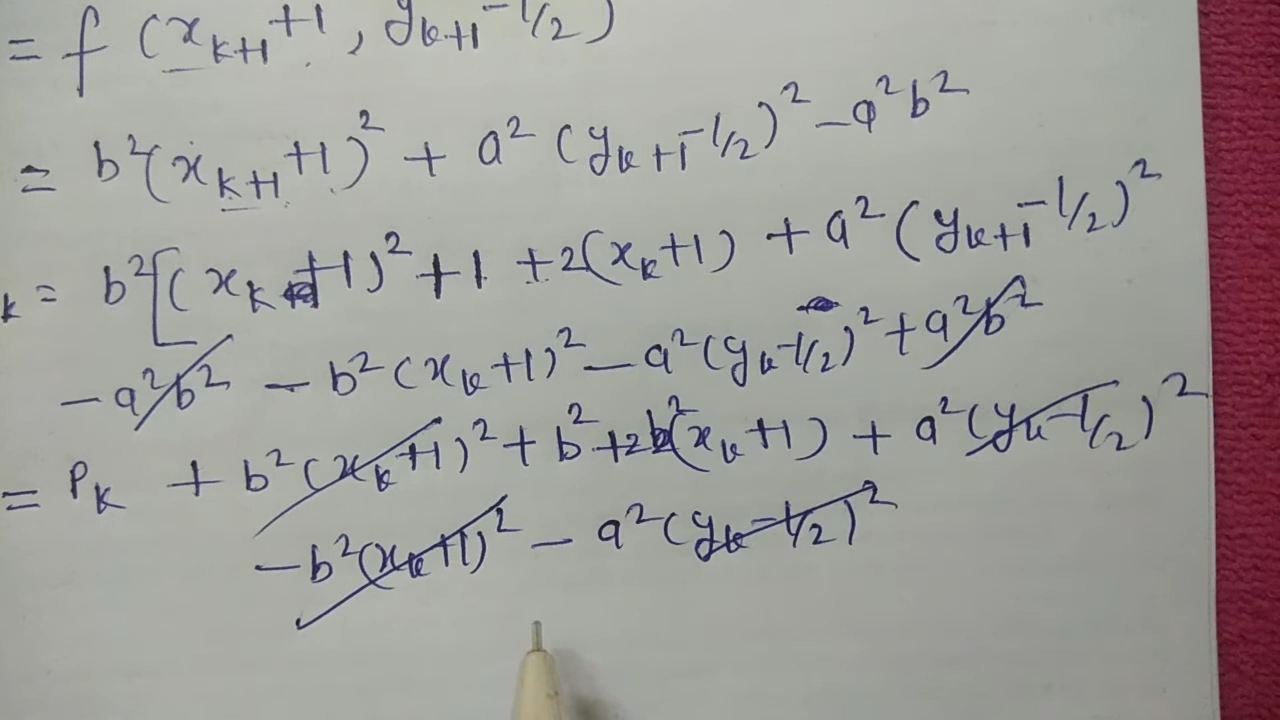 = f (x_{k+1}+1, y_{k+1}-1/2)
= b²(x_{k+1}+1)² + a² (y_{k+1}-1/2)² - a²b²
k = b²[(x_k+1)² + 1 + 2(x_k+1) + a² (y_{k+1}-1/2)²
- a²b² - b² (x_k+1)² - a² (y_k-1/2)² + a²b²
= P_k + b² (x_k+1)² + b² + 2b²(x_k+1) + a² (y_k-1/2)²
- b²(x_k+1)² - a² (y_k-1/2)²